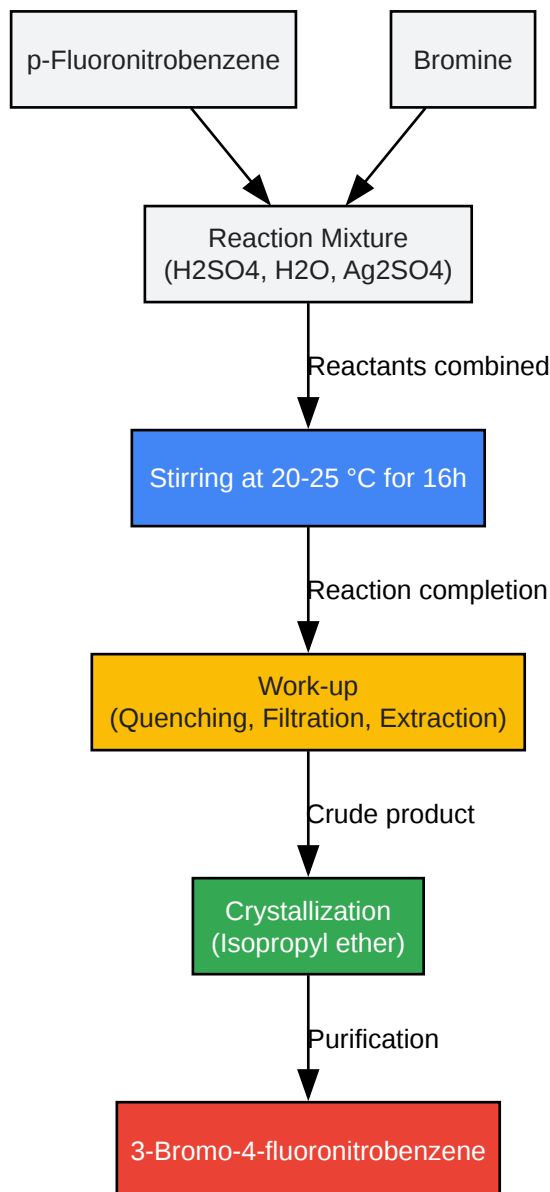 p-Fluoronitrobenzene
Bromine
Reaction Mixture
(H2SO4, H2O, Ag2SO4)
Reactants combined
Stirring at 20-25 °C for 16h
Reaction completion
Work-up
(Quenching, Filtration, Extraction)
Crude product
Crystallization
(Isopropyl ether)
Purification
3-Bromo-4-fluoronitrobenzene